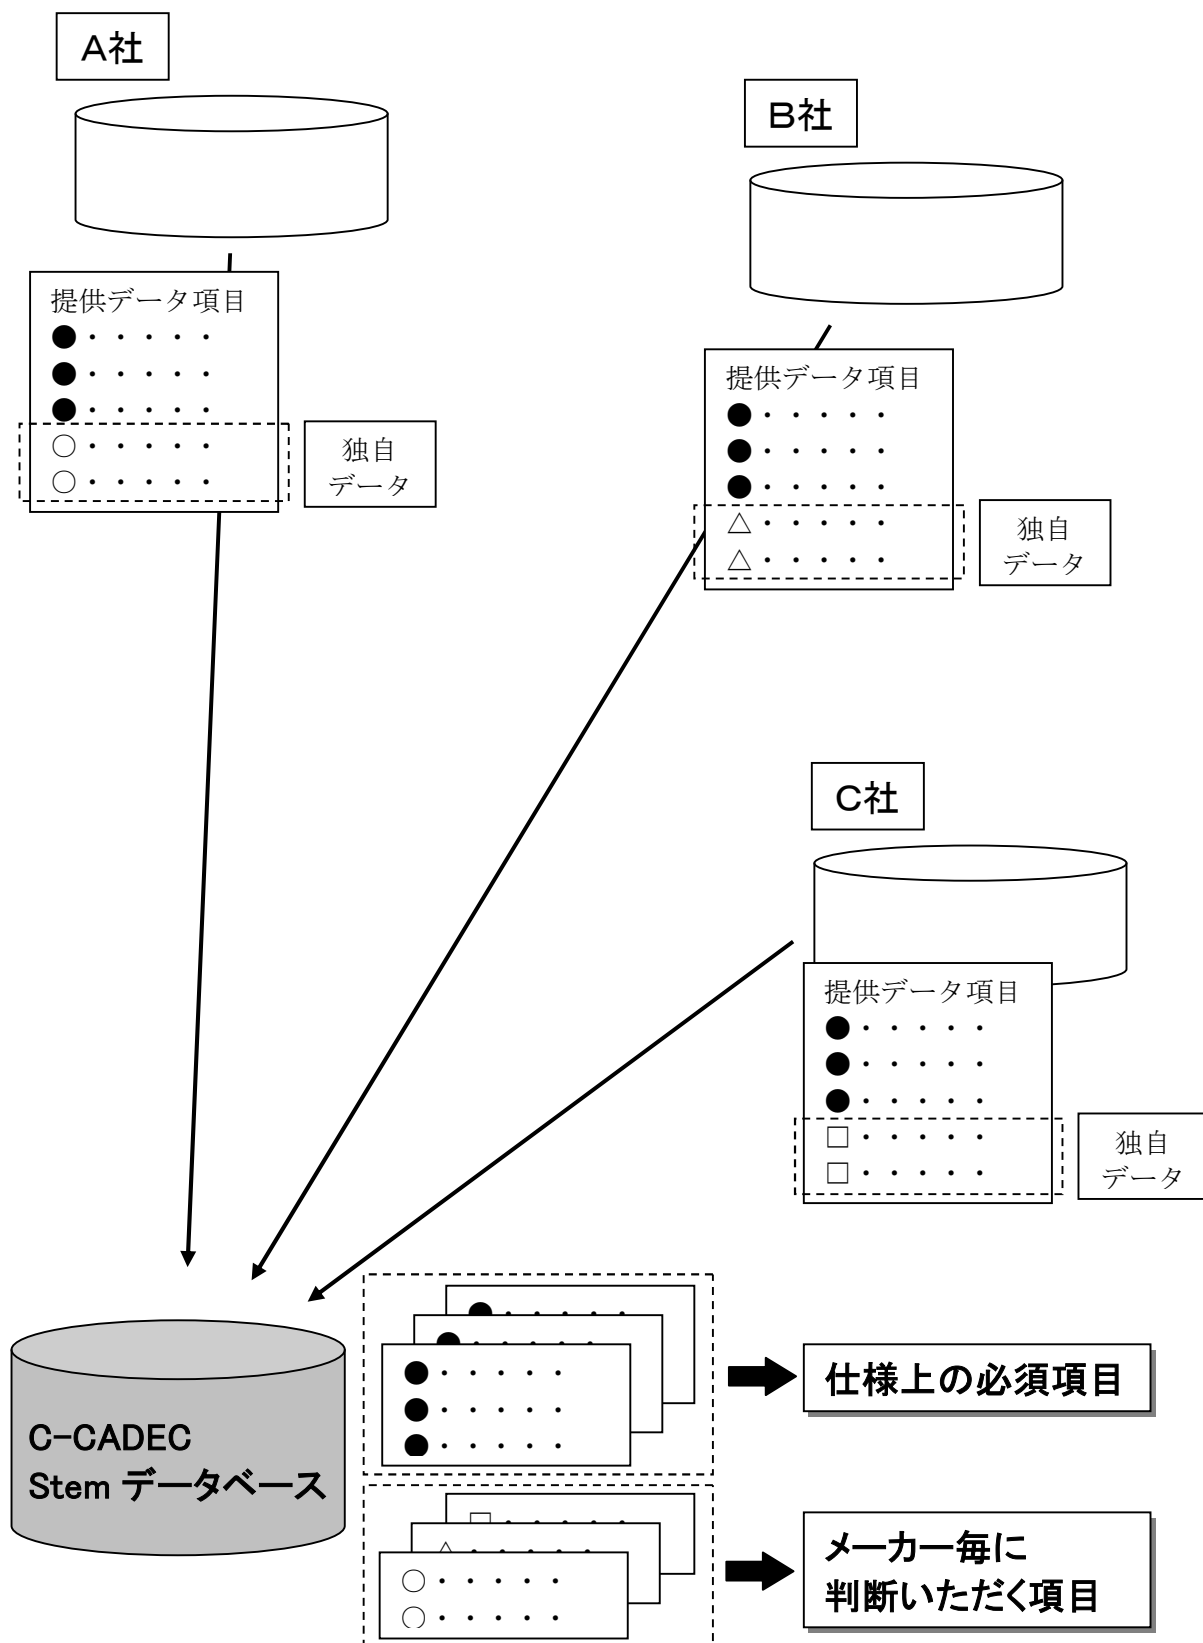 A社
提供データ項目
●・・・・・
●・・・・・
●・・・・・
○・・・・・
○・・・・・
独自
データ
B社
提供データ項目
●・・・・・
●・・・・・
●・・・・・
△・・・・・
△・・・・・
独自
データ
C社
提供データ項目
●・・・・・
●・・・・・
●・・・・・
□・・・・・
□・・・・・
独自
データ
C-CADEC
Stem データベース
●・・・・・
●・・・・・
●・・・・・
●・・・・・
●・・・・・
仕様上の必須項目
□・・・・・
△・・・・・
○・・・・・
○・・・・・
メーカー毎に
判断いただく項目